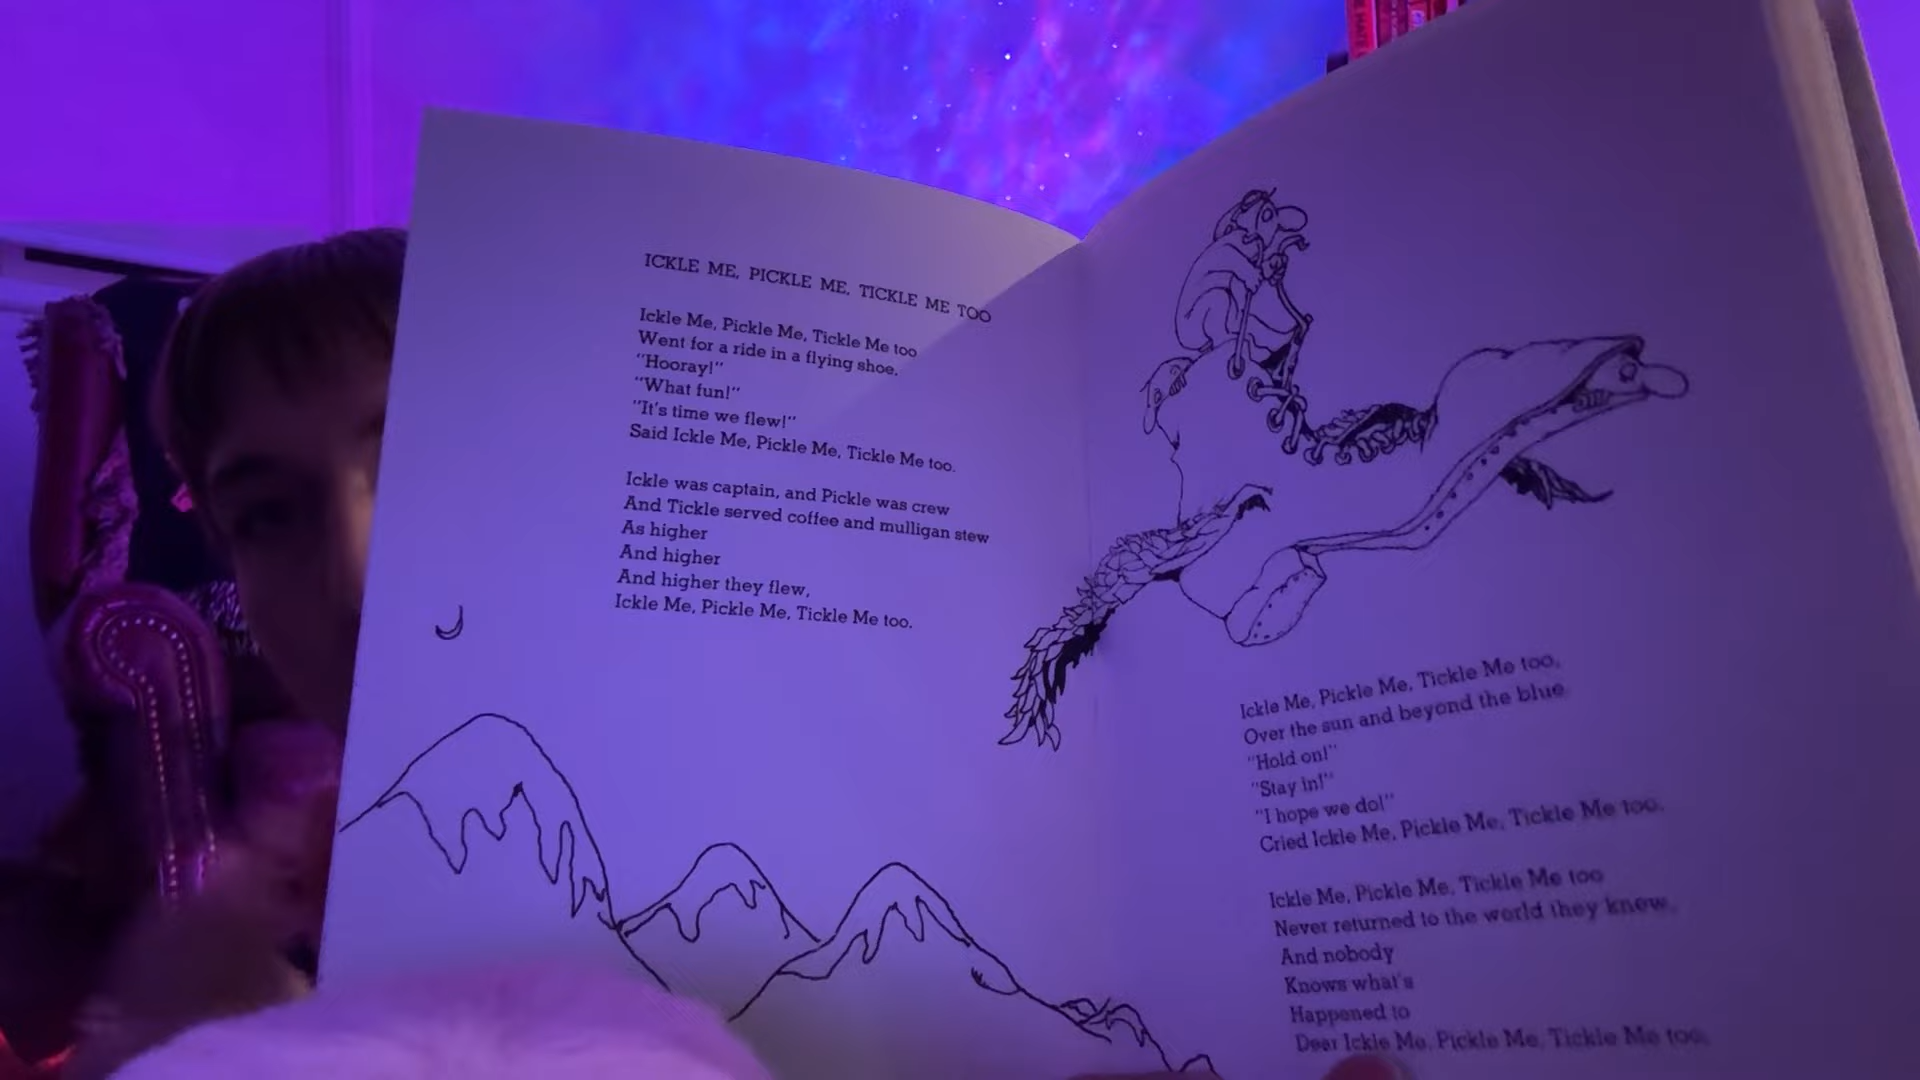 ICKLE ME, PICKLE ME, TICKLE ME TOO
Ickle Me, Pickle Me, Tickle Me too
Went for a ride in a flying shoe.
"Hooray!"
"What fun!"
"It's time we flew!"
Said Ickle Me, Pickle Me, Tickle Me too.
Ickle was captain, and Pickle was crew
And Tickle served coffee and mulligan stew
As higher
And higher
And higher they flew,
Ickle Me, Pickle Me, Tickle Me too.
Ickle Me, Pickle Me, Tickle Me too,
Over the sun and beyond the blue.
"Hold on!"
"Stay in!"
"I hope we do!"
Cried Ickle Me, Pickle Me, Tickle Me too.
Ickle Me, Pickle Me, Tickle Me too
Never returned to the world they knew,
And nobody
Knows what's
Happened to
Dear Ickle Me, Pickle Me, Tickle Me too.